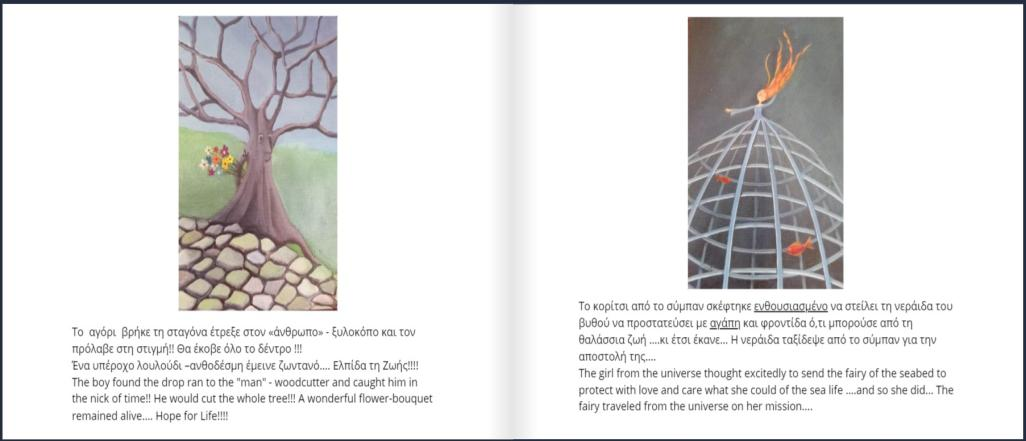 Το αγόρι βρήκε τη σταγόνα έτρεξε στον «άνθρωπο» - ξυλοκόπο και τον
πρόλαβε στη στιγμή!! Θα έκοβε όλο το δέντρο !!!
Ένα υπέροχο λουλούδι –ανθοδέσμη έμεινε ζωντανό.... Ελπίδα τη Ζωής!!!!
The boy found the drop ran to the "man" - woodcutter and caught him in
the nick of time!! He would cut the whole tree!!! A wonderful flower-bouquet
remained alive.... Hope for Life!!!!
Το κορίτσι από το σύμπαν σκέφτηκε ενθουσιασμένο να στείλει τη νεράιδα του
βυθού να προστατεύσει με αγάπη και φροντίδα ό,τι μπορούσε από τη
θαλάσσια ζωή ....κι έτσι έκανε... Η νεράιδα ταξίδεψε από το σύμπαν για την
αποστολή της....
The girl from the universe thought excitedly to send the fairy of the seabed to
protect with love and care what she could of the sea life ....and so she did... The
fairy traveled from the universe on her mission....